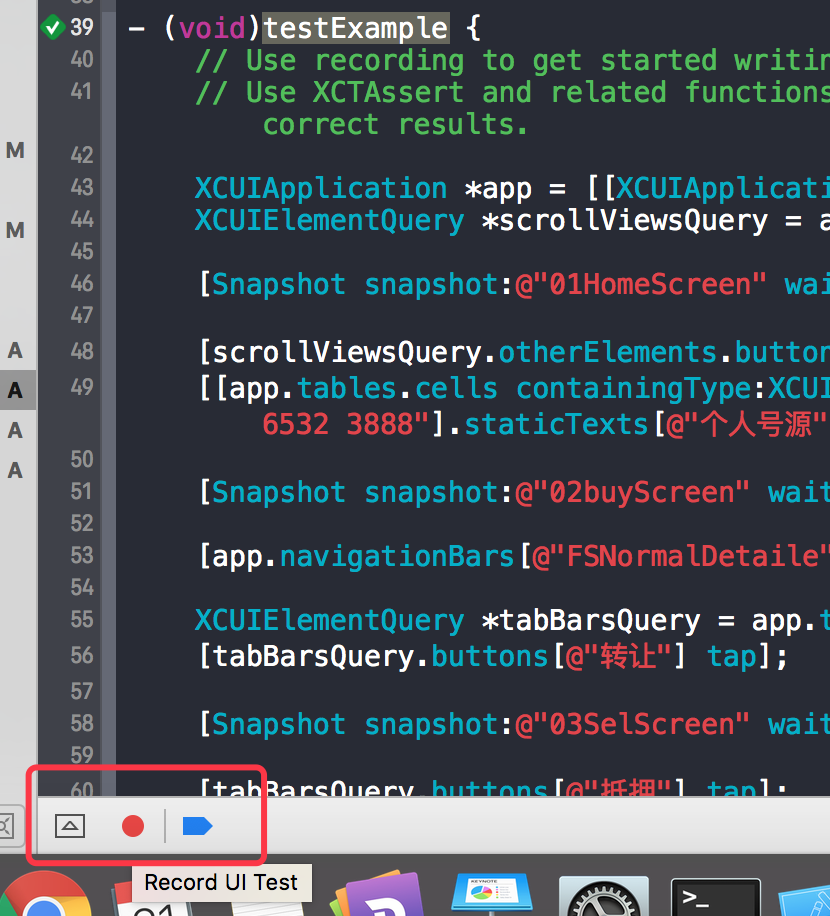 39 - (void)testExample {
40 // Use recording to get started writin
41 // Use XCTAssert and related functions
correct results.
M
42
43 XCUIApplication *app = [[XCUIApplicati
44 XCUIElementQuery *scrollViewsQuery = a
M
45
46 [Snapshot snapshot:@"01HomeScreen" wai
47
A
48 [scrollViewsQuery.otherElements.button
A
49 [[app.tables.cells containingType:XCUI
A
6532 3888"].staticTexts[@"个人号源"
50
A
51 [Snapshot snapshot:@"02buyScreen" wait
52
53 [app.navigationBars[@"FSNormalDetaile"
54
55 XCUIElementQuery *tabBarsQuery = app.t
56 [tabBarsQuery.buttons[@"转让"] tap];
57
58 [Snapshot snapshot:@"03SelScreen" wait
59
60 [tabBarsQuery.buttons[@"抵押"] tap];
Record UI Test
KEYNOTE
>_